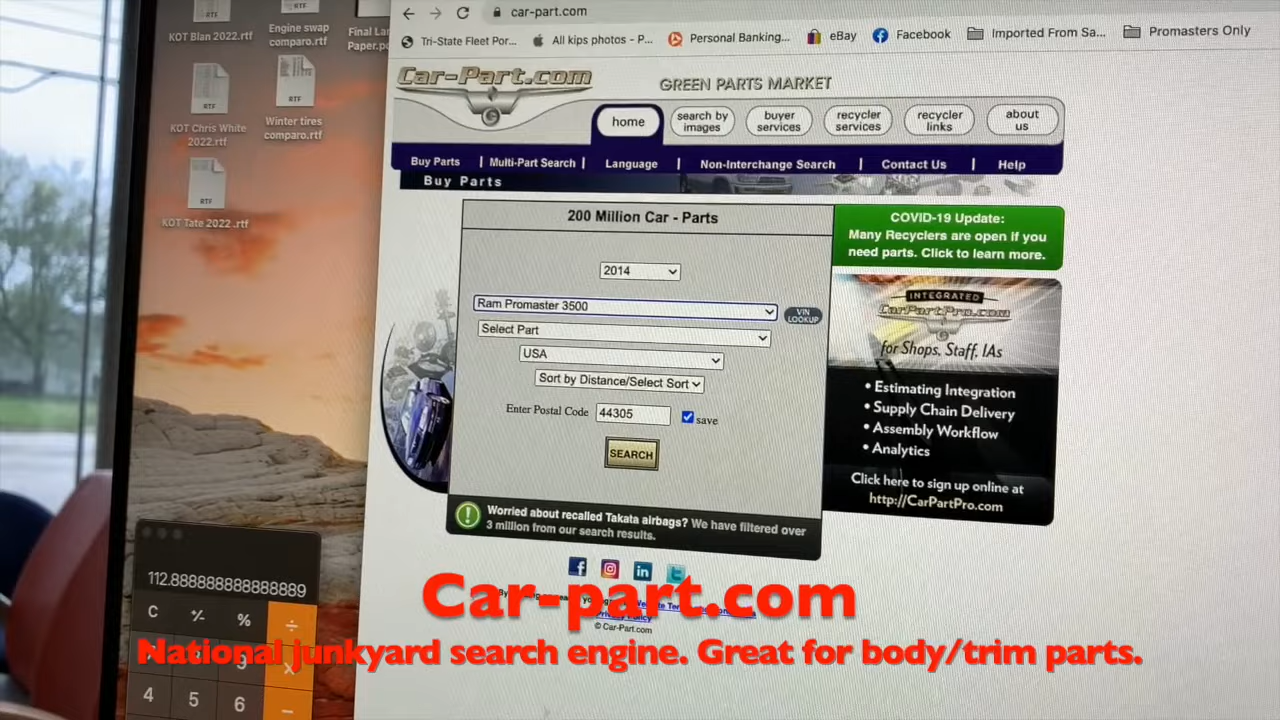 KOT Blan 2022.rtf
Engine swap
comparo.rtf
RTF
KOT Chris White
2022.rtf
RTF
Winter tires
comparo.rtf
RTF
KOT Tate 2022 .rtf
car-part.com
Tri-State Fleet Por...
All kips photos - P...
Personal Banking...
eBay
Facebook
Imported From Sa...
Promasters Only
Car-Part.com
GREEN PARTS MARKET
home
search by
images
buyer
services
recycler
services
recycler
links
about
us
Buy Parts | Multi-Part Search | Language | Non-Interchange Search | Contact Us | Help
Buy Parts
200 Million Car - Parts
2014
Ram Promaster 3500
VIN
LOOKUP
Select Part
USA
Sort by Distance/Select Sort
Enter Postal Code 44305 save
SEARCH
Worried about recalled Takata airbags? We have filtered over
3 million from our search results.
COVID-19 Update:
Many Recyclers are open if you
need parts. Click to learn more.
INTEGRATED
CarPartPro.com
for Shops, Staff, IAs
• Estimating Integration
• Supply Chain Delivery
• Assembly Workflow
• Analytics
Click here to sign up online at
http://CarPartPro.com
© Car-Part.com
112.888888888888889
C +/- % ÷
9 ×
4 5 6 −
Car-part.com
National junkyard search engine. Great for body/trim parts.